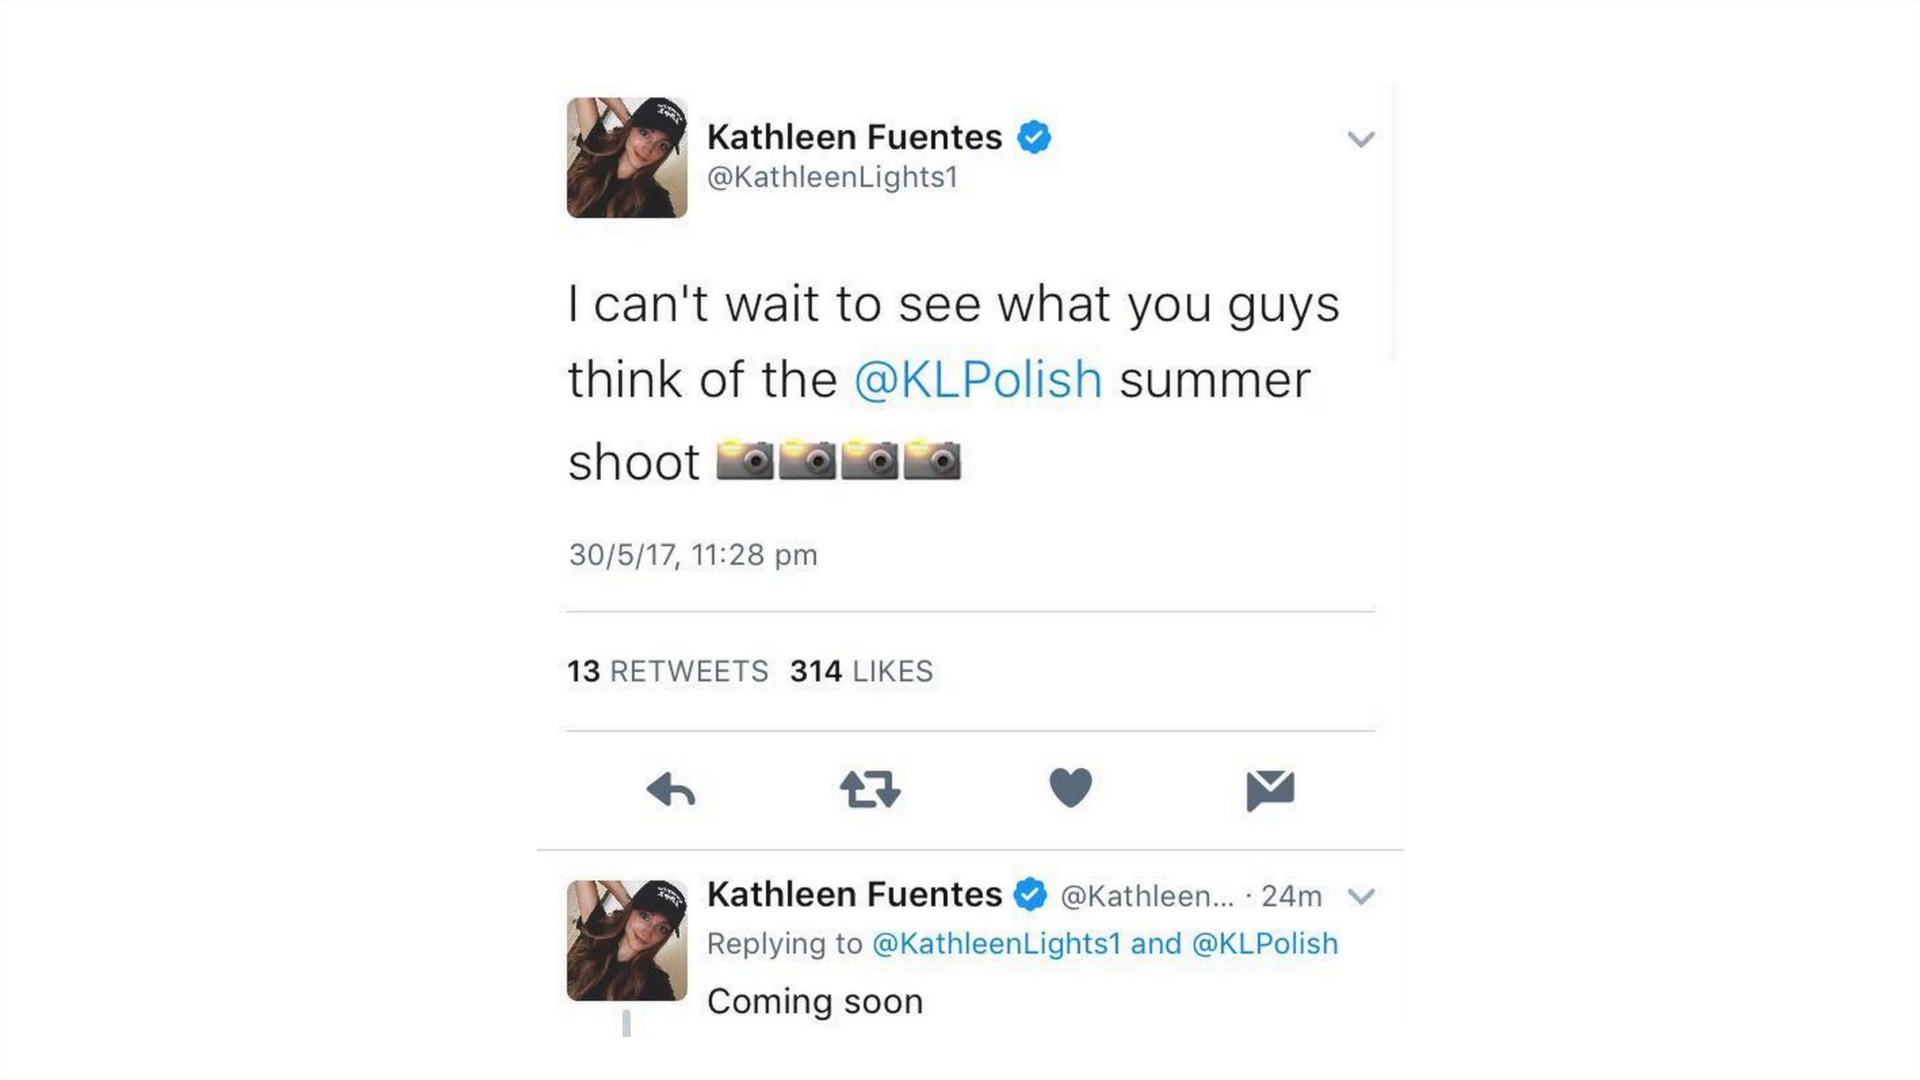 Kathleen Fuentes
@KathleenLights1
I can't wait to see what you guys
think of the @KLPolish summer
shoot 📸📸📸📸
30/5/17, 11:28 pm
13 RETWEETS 314 LIKES
Kathleen Fuentes @Kathleen... · 24m
Replying to @KathleenLights1 and @KLPolish
Coming soon